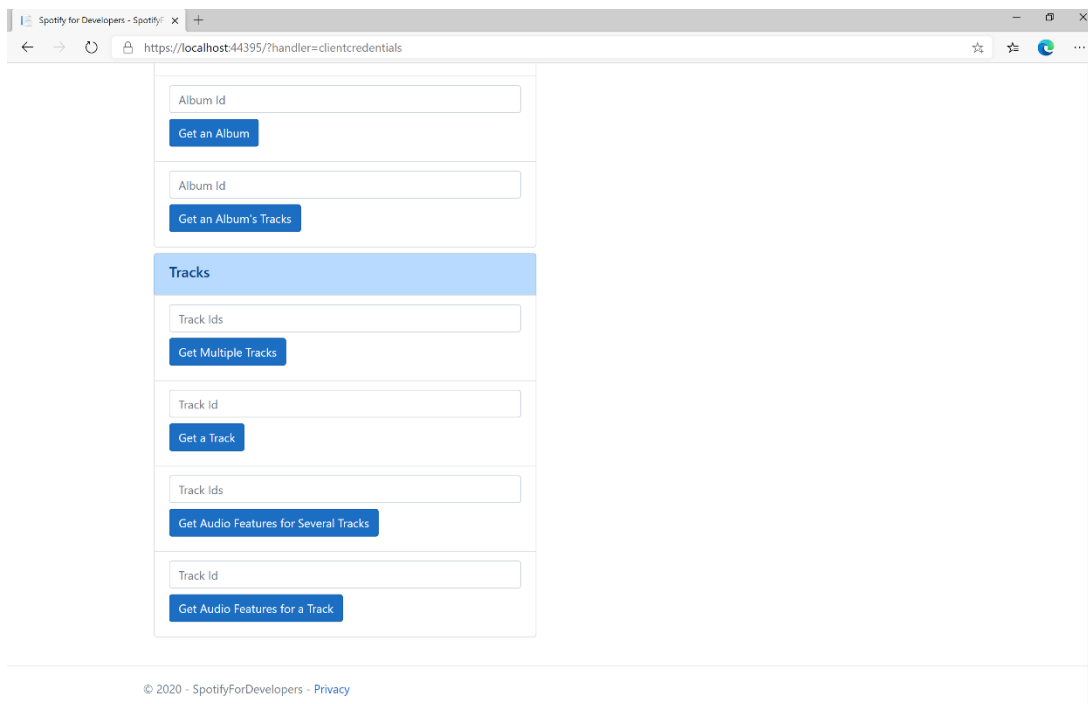 Spotify for Developers - Spotify
https://localhost:44395/?handler=clientcredentials
Album Id
Get an Album
Album Id
Get an Album's Tracks
Tracks
Track Ids
Get Multiple Tracks
Track Id
Get a Track
Track Ids
Get Audio Features for Several Tracks
Track Id
Get Audio Features for a Track
© 2020 - SpotifyForDevelopers - Privacy